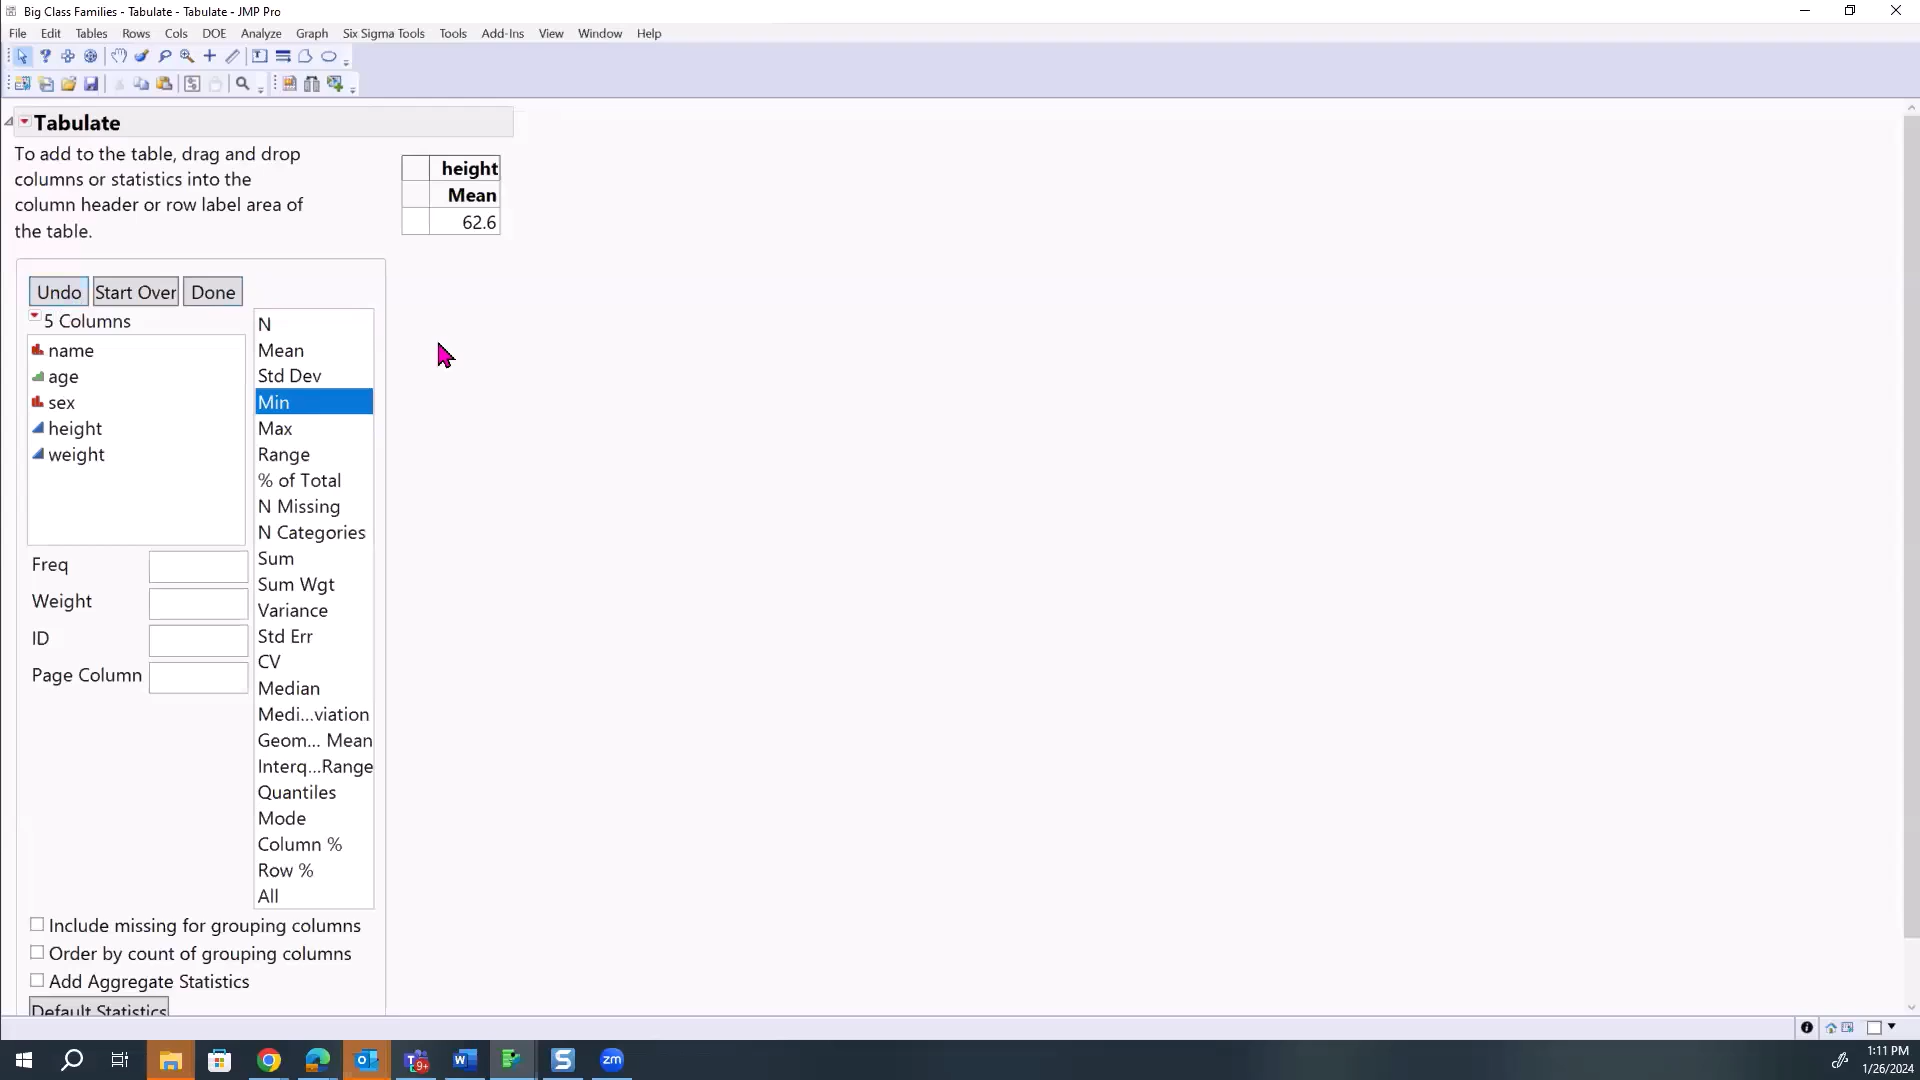 Big Class Families - Tabulate - Tabulate - JMP Pro
File Edit Tables Rows Cols DOE Analyze Graph Six Sigma Tools Tools Add-Ins View Window Help
Tabulate
To add to the table, drag and drop
columns or statistics into the
column header or row label area of
the table.
height
Mean
62.6
Undo Start Over Done
5 Columns
name
age
sex
height
weight
N
Mean
Std Dev
Min
Max
Range
% of Total
N Missing
N Categories
Sum
Sum Wgt
Variance
Std Err
CV
Median
Medi...viation
Geom... Mean
Interq...Range
Quantiles
Mode
Column %
Row %
All
Freq
Weight
ID
Page Column
Include missing for grouping columns
Order by count of grouping columns
Add Aggregate Statistics
Default Statistics
9+
zm
1:11 PM
1/26/2024